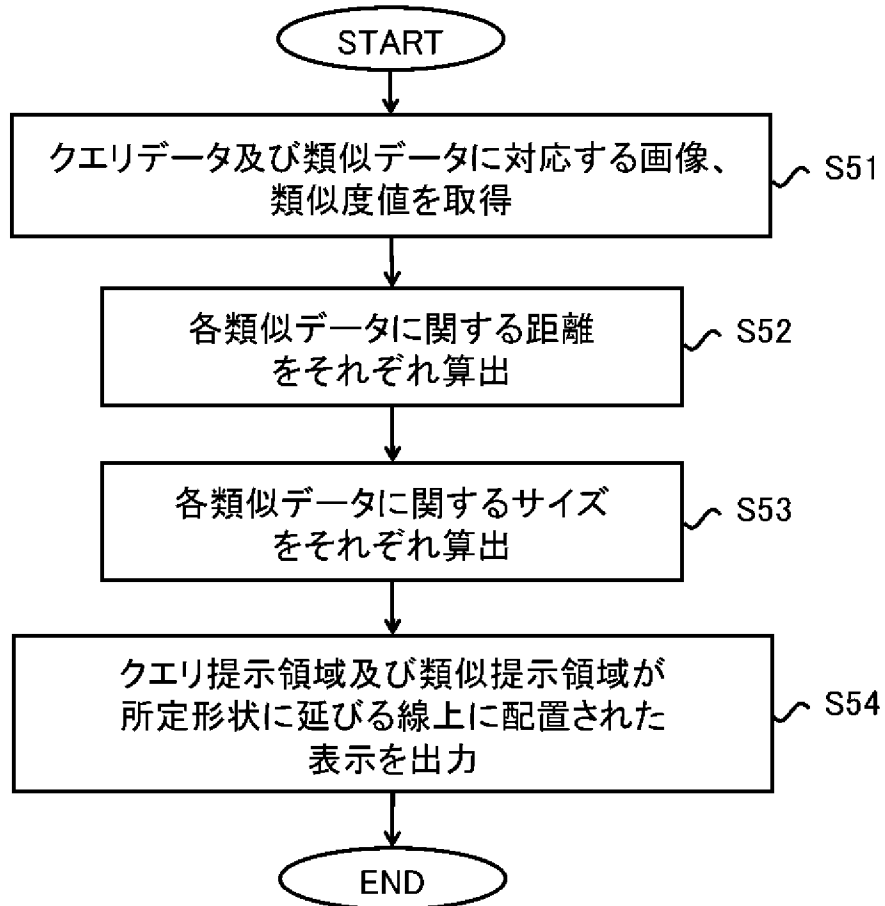 START
クエリデータ及び類似データに対応する画像、
類似度値を取得
S51
各類似データに関する距離
をそれぞれ算出
S52
各類似データに関するサイズ
をそれぞれ算出
S53
クエリ提示領域及び類似提示領域が
所定形状に延びる線上に配置された
表示を出力
S54
END